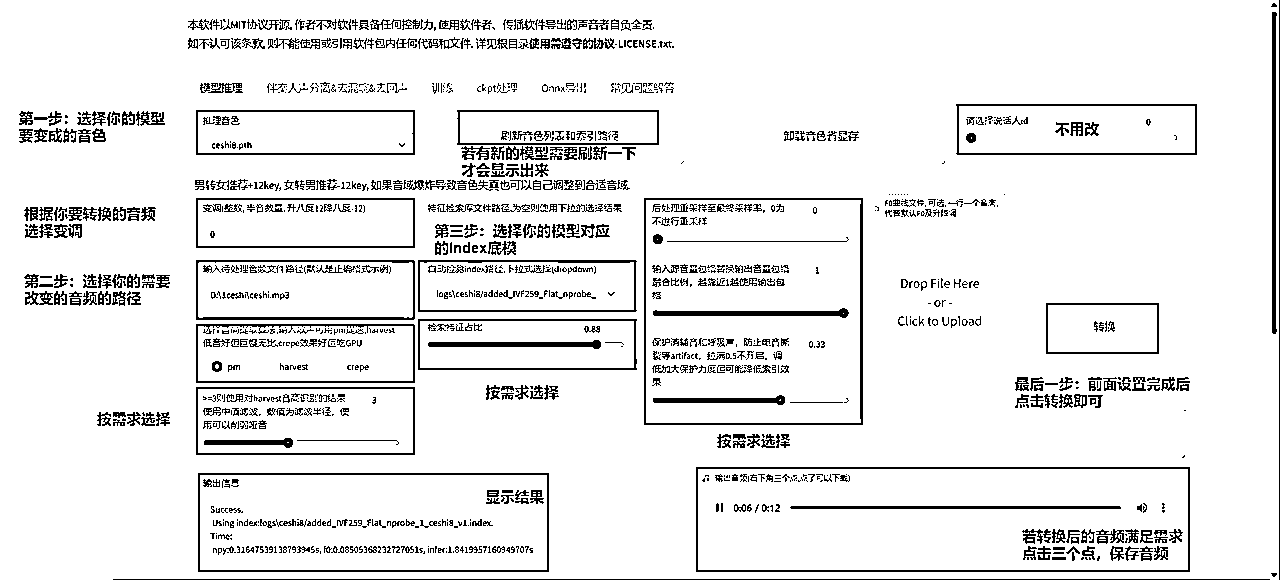 本软件以MIT协议开源, 作者不对软件具备任何控制力, 使用软件者、传播软件导出的声音者自负全责.
如不认可该条款, 则不能使用或引用软件包内任何代码和文件. 详见根目录使用需遵守的协议-LICENSE.txt.
模型推理 伴奏人声分离&去混响&去回声 训练 ckpt处理 Onnx导出 常见问题解答
第一步：选择你的模型
要变成的音色
推理音色
ceshi8.pth
刷新音色列表和索引路径
若有新的模型需要刷新一下
才会显示出来
卸载音色省显存
请选择说话人id
0
不用改
男转女推荐+12key, 女转男推荐-12key, 如果音域爆炸导致音色失真也可以自己调整到合适音域.
根据你要转换的音频
选择变调
变调(整数, 半音数量, 升八度12降八度-12)
0
特征检索库文件路径,为空则使用下拉的选择结果
第三步：选择你的模型对应
的Index底模
后处理重采样至最终采样率，0为
不进行重采样
0
F0曲线文件, 可选, 一行一个音高,
代替默认F0及升降调
第二步：选择你的需要
改变的音频的路径
输入待处理音频文件路径(默认是正确格式示例)
D:\1ceshi\ceshi.mp3
自动检测index路径,下拉式选择(dropdown)
logs\ceshi8/added_IVF259_Flat_nprobe_
输入源音量包络替换输出音量包络
融合比例，越靠近1越使用输出包
络
1
Drop File Here
- or -
Click to Upload
转换
选择音高提取算法,输入歌声可用pm提速,harvest
低音好但巨慢无比,crepe效果好但吃GPU
pm harvest crepe
检索特征占比
0.88
保护清辅音和呼吸声，防止电音撕
裂等artifact，拉满0.5不开启，调
低加大保护力度但可能降低索引效
果
0.33
按需求选择
最后一步：前面设置完成后
点击转换即可
按需求选择
>=3则使用对harvest音高识别的结果
使用中值滤波，数值为滤波半径，使
用可以削弱哑音
3
按需求选择
输出信息
显示结果
Success.
Using index:logs\ceshi8/added_IVF259_Flat_nprobe_1_ceshi8_v1.index.
Time:
npy:0.3164753913879394​5s, f0:0.08505368232727051s, infer:1.8419957160949707s
输出音频(右下角三个点,点了可以下载)
0:06 / 0:12
若转换后的音频满足需求
点击三个点，保存音频